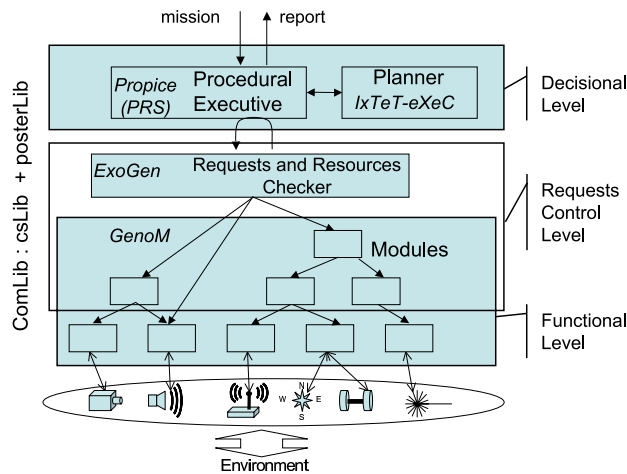 mission report
Propice
(PRS)
Procedural
Executive
Planner
IxTeT-eXeC
Decisional
Level
ExoGen
Requests and Resources
Checker
Requests
Control
Level
GenoM
Modules
Functional
Level
ComLib : csLib + posterLib
N
W E
S
Environment